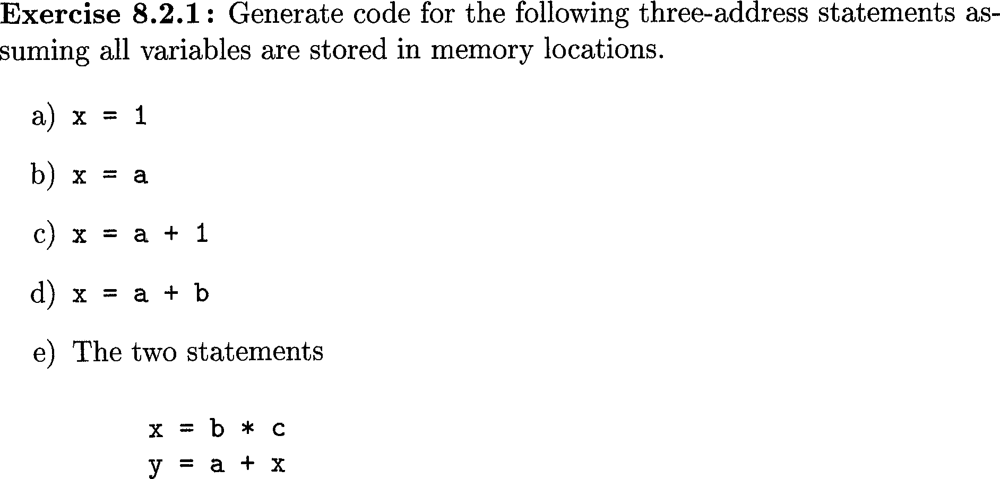 Exercise 8.2.1: Generate code for the following three-address statements as-
suming all variables are stored in memory locations.
a) x = 1
b) x = a
c) x = a + 1
d) x = a + b
e) The two statements
x = b * c
y = a + x